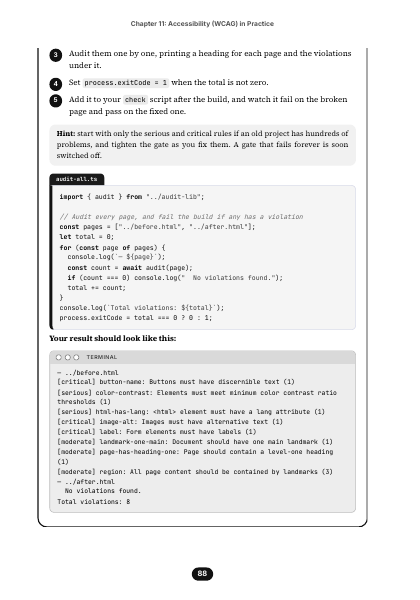 Chapter 11: Accessibility (WCAG) in Practice
3 Audit them one by one, printing a heading for each page and the violations
under it.
4 Set process.exitCode = 1 when the total is not zero.
5 Add it to your check script after the build, and watch it fail on the broken
page and pass on the fixed one.
Hint: start with only the serious and critical rules if an old project has hundreds of
problems, and tighten the gate as you fix them. A gate that fails forever is soon
switched off.
audit-all.ts
import { audit } from "../audit-lib";
// Audit every page, and fail the build if any has a violation
const pages = ["../before.html", "../after.html"];
let total = 0;
for (const page of pages) {
  console.log(`— ${page}`);
  const count = await audit(page);
  if (count === 0) console.log("  No violations found.");
  total += count;
}
console.log(`Total violations: ${total}`);
process.exitCode = total === 0 ? 0 : 1;
Your result should look like this:
TERMINAL
— ../before.html
[critical] button-name: Buttons must have discernible text (1)
[serious] color-contrast: Elements must meet minimum color contrast ratio
thresholds (1)
[serious] html-has-lang: <html> element must have a lang attribute (1)
[critical] image-alt: Images must have alternative text (1)
[critical] label: Form elements must have labels (1)
[moderate] landmark-one-main: Document should have one main landmark (1)
[moderate] page-has-heading-one: Page should contain a level-one heading
(1)
[moderate] region: All page content should be contained by landmarks (3)
— ../after.html
  No violations found.
Total violations: 8
88